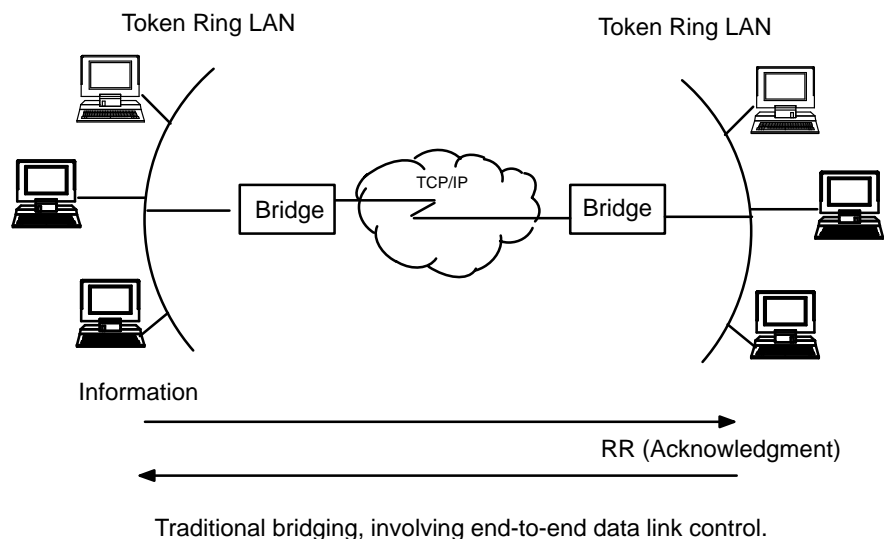 Token Ring LAN
Token Ring LAN
TCP/IP
Bridge
Bridge
Information
RR (Acknowledgment)
Traditional bridging, involving end-to-end data link control.